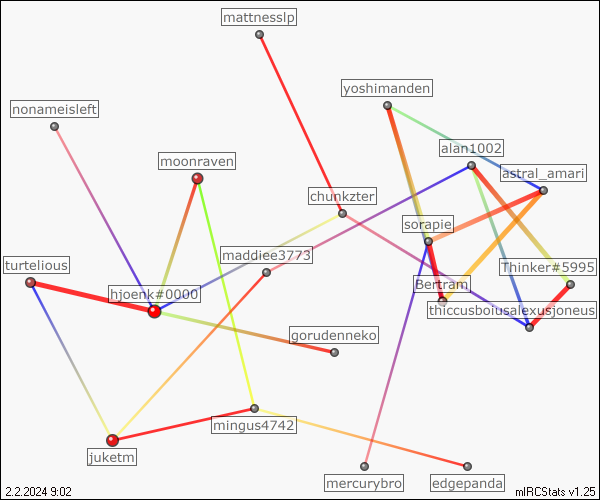 mattnesslp
yoshimanden
nonameisleft
alan1002
moonraven
astral_amari
chunkzter
sorapie
maddiee3773
turtelious
Thinker#5995
Bertram
hjoenk#0000
thiccusboiusalexusjoneus
gorudenneko
mingus4742
juketm
mercurybro
edgepanda
2.2.2024 9:02
mIRCStats v1.25